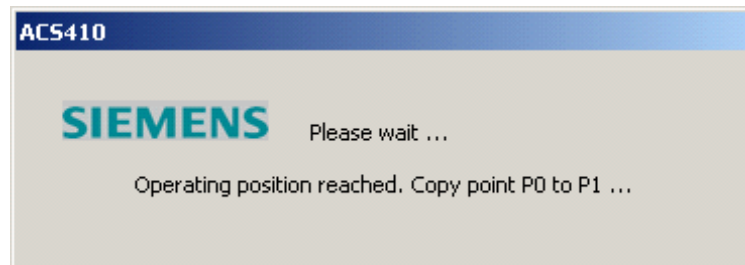 ACS410
SIEMENS Please wait ...
Operating position reached. Copy point P0 to P1 ...